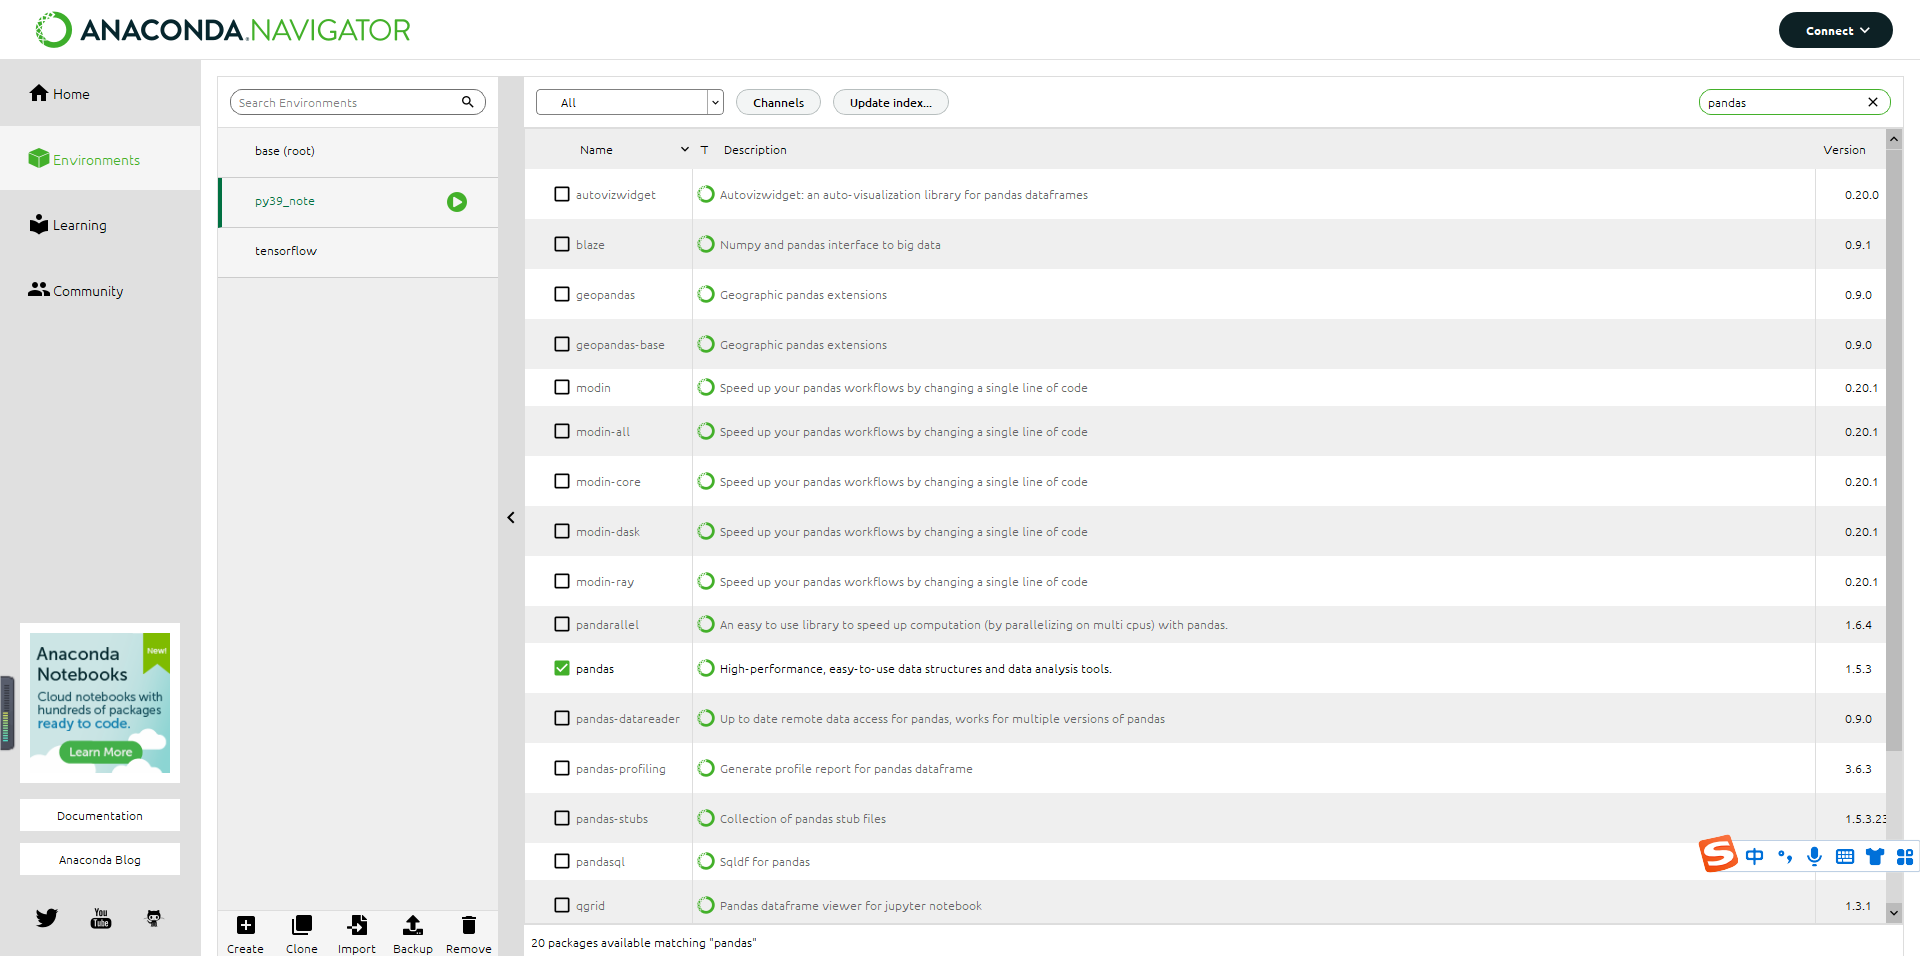 ANACONDA.NAVIGATOR
Connect
Home
Environments
Learning
Community
Anaconda
Notebooks
New!
Cloud notebooks with
hundreds of packages
ready to code.
Learn More
Documentation
Anaconda Blog
You
Tube
Search Environments
base (root)
py39_note
tensorflow
Create
Clone
Import
Backup
Remove
All
Channels
Update index...
pandas
Name T Description Version
autovizwidget Autovizwidget: an auto-visualization library for pandas dataframes 0.20.0
blaze Numpy and pandas interface to big data 0.9.1
geopandas Geographic pandas extensions 0.9.0
geopandas-base Geographic pandas extensions 0.9.0
modin Speed up your pandas workflows by changing a single line of code 0.20.1
modin-all Speed up your pandas workflows by changing a single line of code 0.20.1
modin-core Speed up your pandas workflows by changing a single line of code 0.20.1
modin-dask Speed up your pandas workflows by changing a single line of code 0.20.1
modin-ray Speed up your pandas workflows by changing a single line of code 0.20.1
pandarallel An easy to use library to speed up computation (by parallelizing on multi cpus) with pandas. 1.6.4
pandas High-performance, easy-to-use data structures and data analysis tools. 1.5.3
pandas-datareader Up to date remote data access for pandas, works for multiple versions of pandas 0.9.0
pandas-profiling Generate profile report for pandas dataframe 3.6.3
pandas-stubs Collection of pandas stub files 1.5.3.23
pandasql Sqldf for pandas
qgrid Pandas dataframe viewer for jupyter notebook 1.3.1
中
20 packages available matching "pandas"